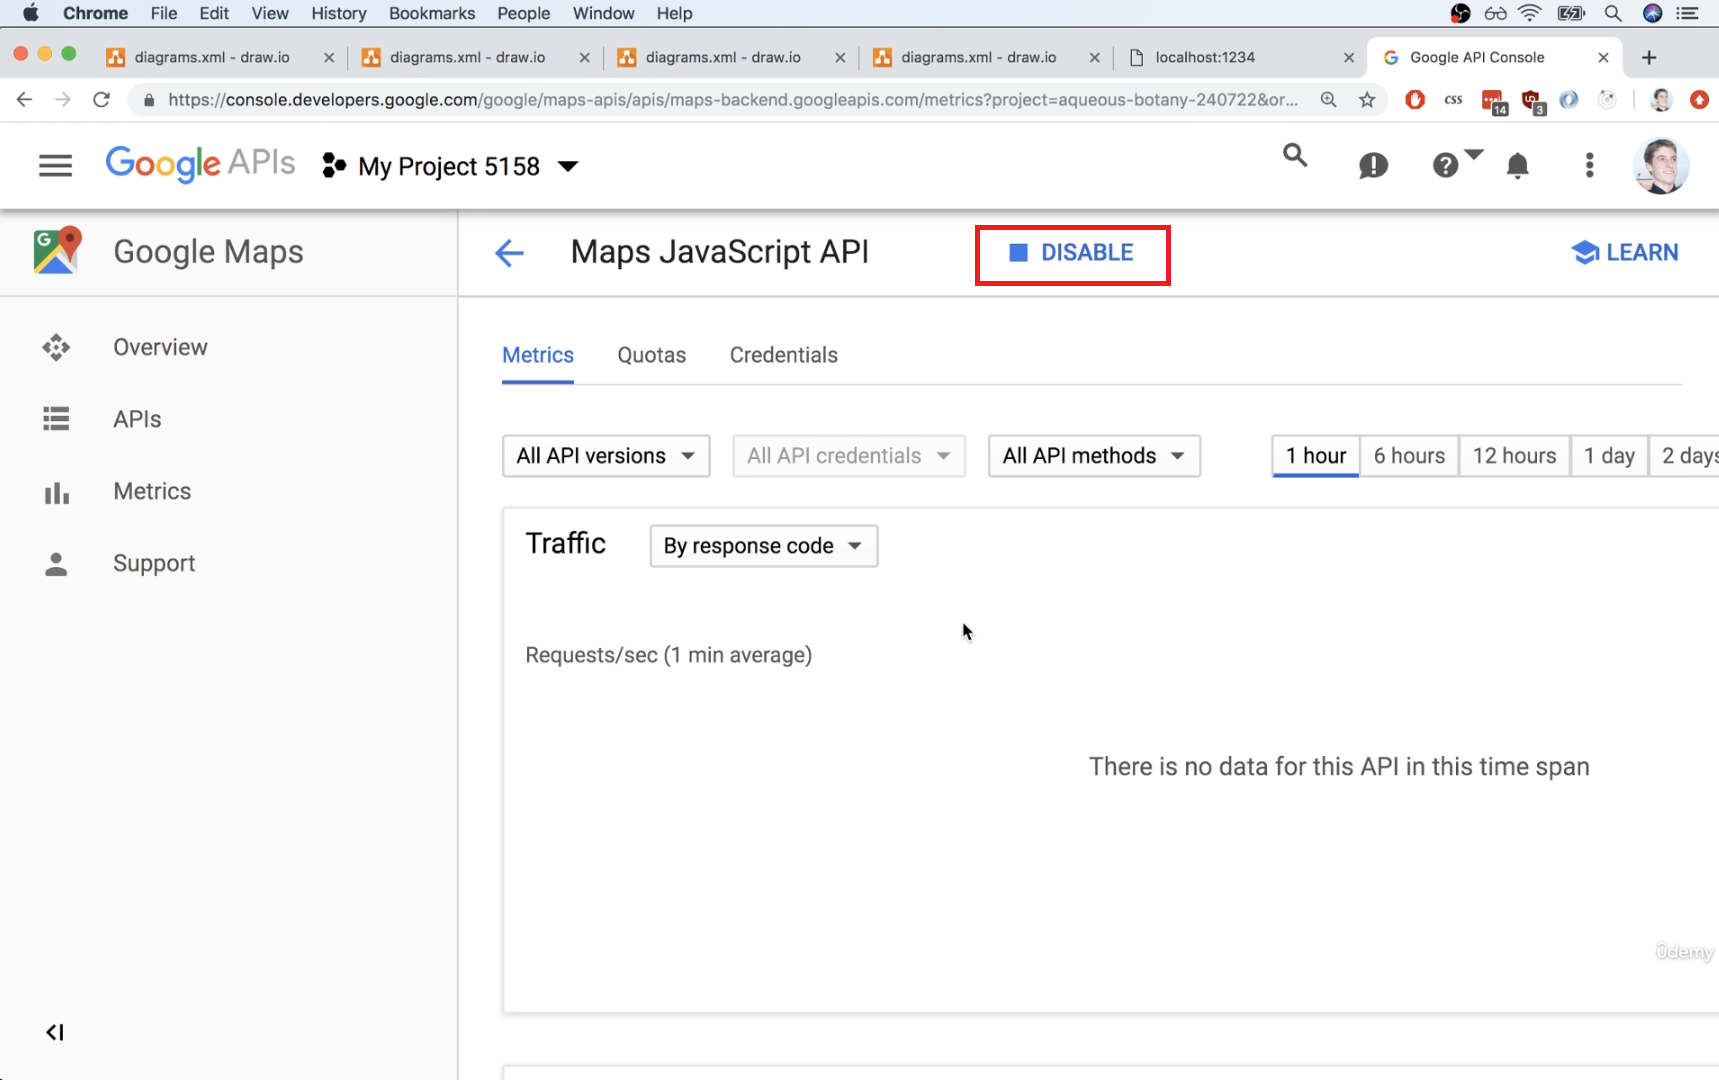 Chrome File Edit View History Bookmarks People Window Help
diagrams.xml - draw.io diagrams.xml - draw.io diagrams.xml - draw.io diagrams.xml - draw.io localhost:1234 Google API Console
https://console.developers.google.com/google/maps-apis/apis/maps-backend.googleapis.com/metrics?project=aqueous-botany-240722&or... css 14 3
Google APIs My Project 5158
Google Maps Maps JavaScript API DISABLE LEARN
Overview
APIs
Metrics
Support
Metrics Quotas Credentials
All API versions All API credentials All API methods 1 hour 6 hours 12 hours 1 day 2 days
Traffic By response code
Requests/sec (1 min average)
There is no data for this API in this time span
ûdemy